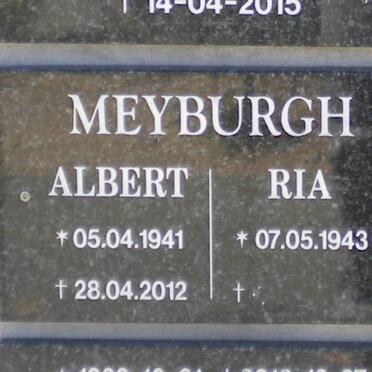 † 14-04-2015
MEYBURGH
ALBERT RIA
* 05.04.1941 * 07.05.1943
† 28.04.2012 †